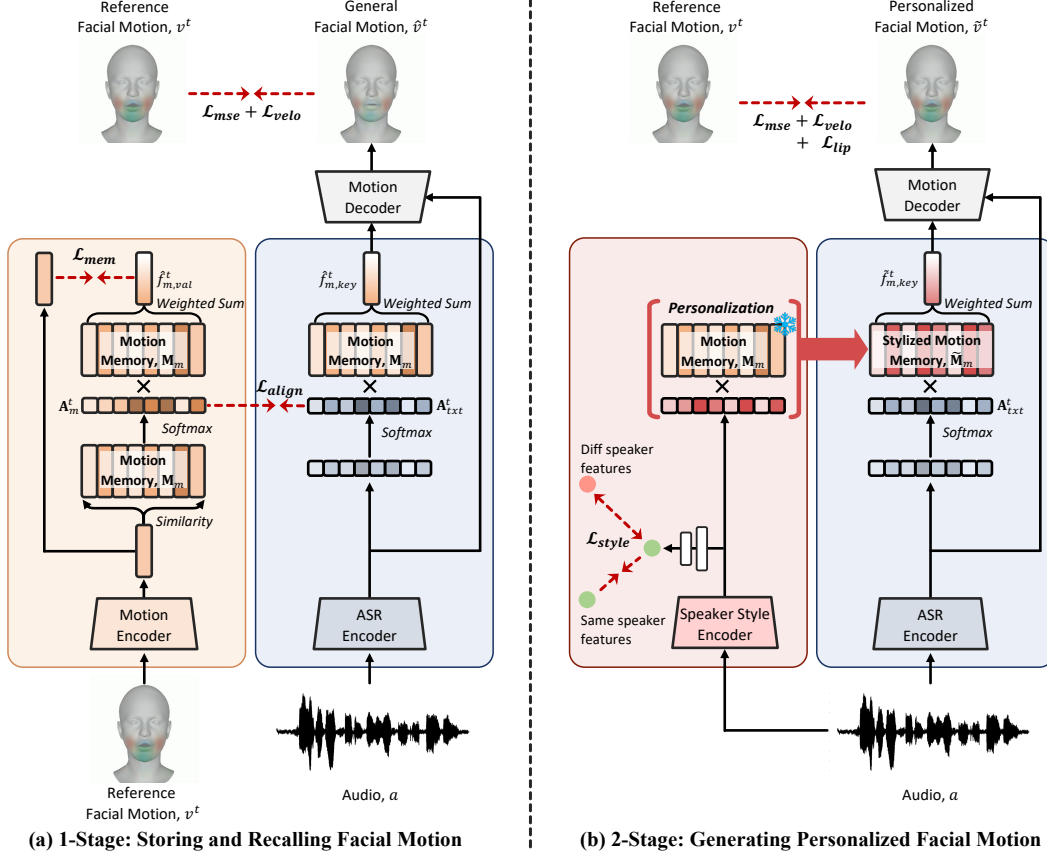 Reference
Facial Motion, v^t
General
Facial Motion, v̂^t
ℒ_mse + ℒ_velo
Motion
Decoder
ℒ_mem
f̂^t_m,val
Weighted Sum
f̂^t_m,key
Weighted Sum
Motion
Memory, M_m
Motion
Memory, M_m
×
×
ℒ_align
A^t_m
A^t_txt
Softmax
Softmax
Motion
Memory, M_m
Similarity
Motion
Encoder
ASR
Encoder
Reference
Facial Motion, v^t
Audio, a
(a) 1-Stage: Storing and Recalling Facial Motion
Reference
Facial Motion, v^t
Personalized
Facial Motion, ṽ^t
ℒ_mse + ℒ_velo
+ ℒ_lip
Motion
Decoder
f̃^t_m,key
Weighted Sum
Personalization
Motion
Memory, M_m
Stylized Motion
Memory, M̃_m
×
×
A^t_txt
Softmax
Diff speaker
features
ℒ_style
Same speaker
features
Speaker Style
Encoder
ASR
Encoder
Audio, a
(b) 2-Stage: Generating Personalized Facial Motion